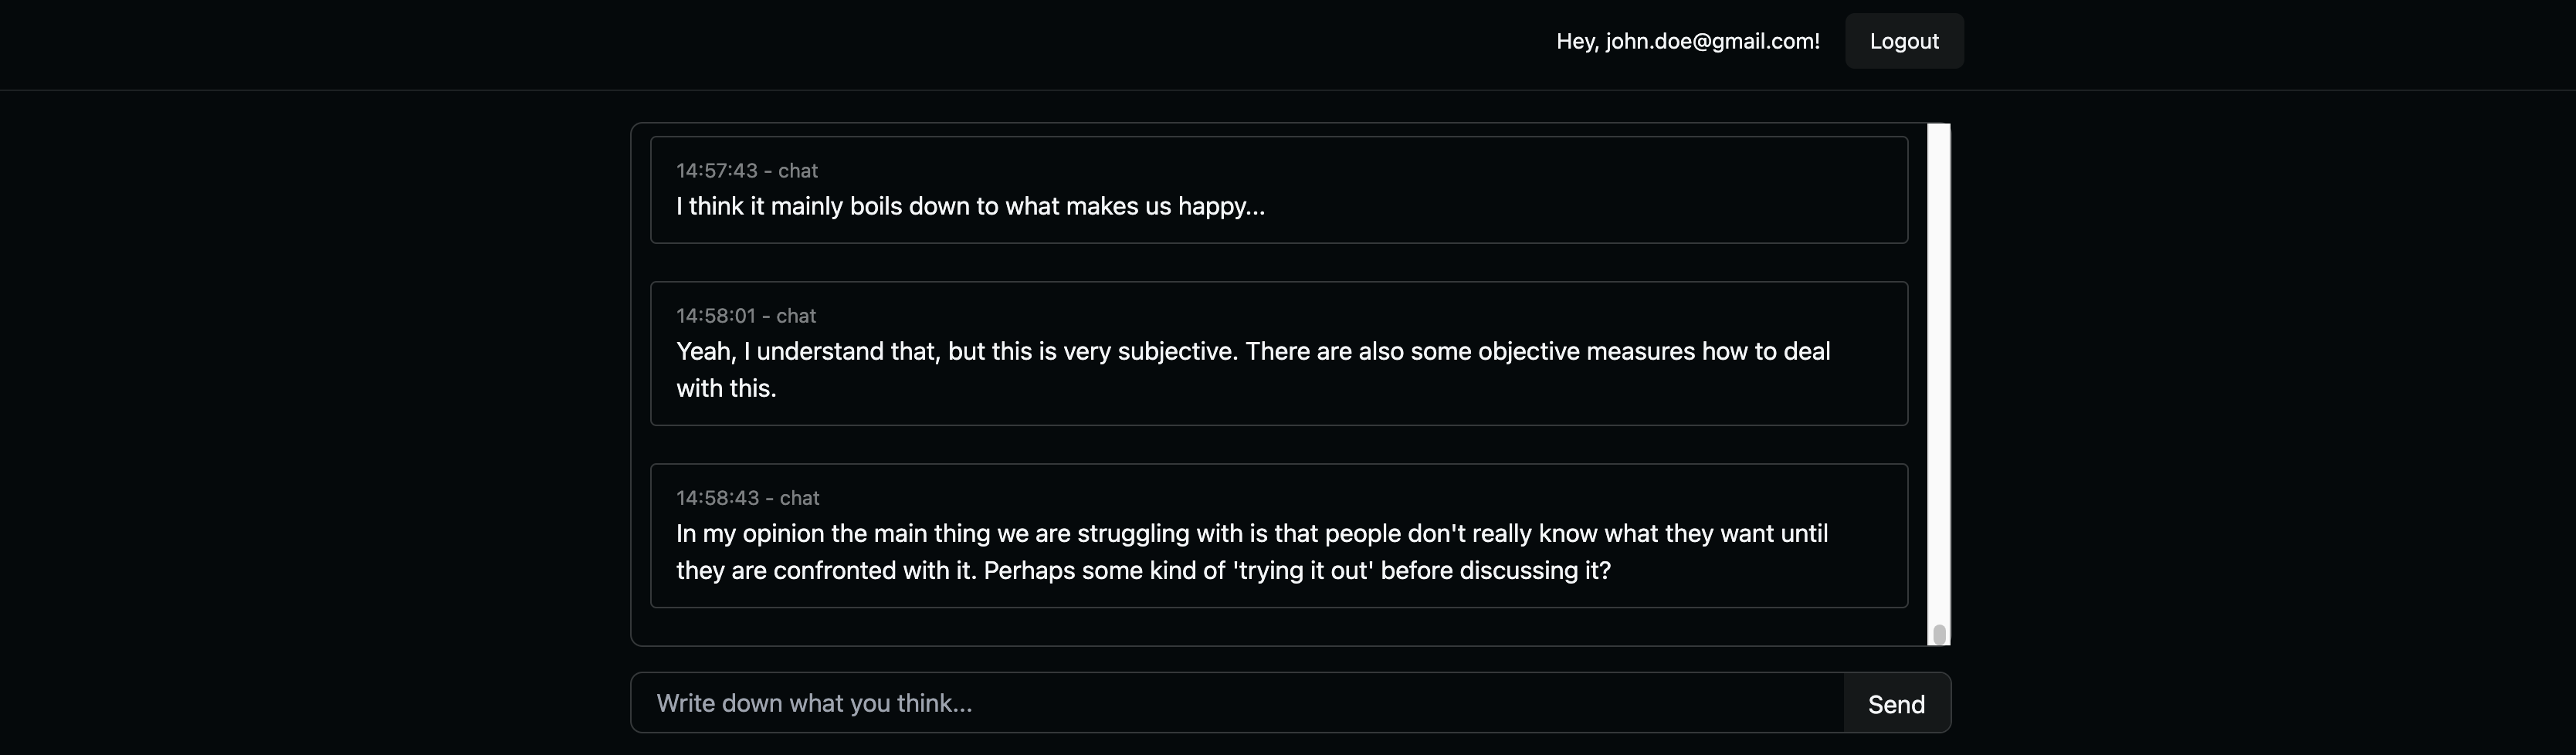 Hey, john.doe@gmail.com!
Logout
14:57:43 - chat
I think it mainly boils down to what makes us happy...
14:58:01 - chat
Yeah, I understand that, but this is very subjective. There are also some objective measures how to deal
with this.
14:58:43 - chat
In my opinion the main thing we are struggling with is that people don't really know what they want until
they are confronted with it. Perhaps some kind of 'trying it out' before discussing it?
Write down what you think...
Send